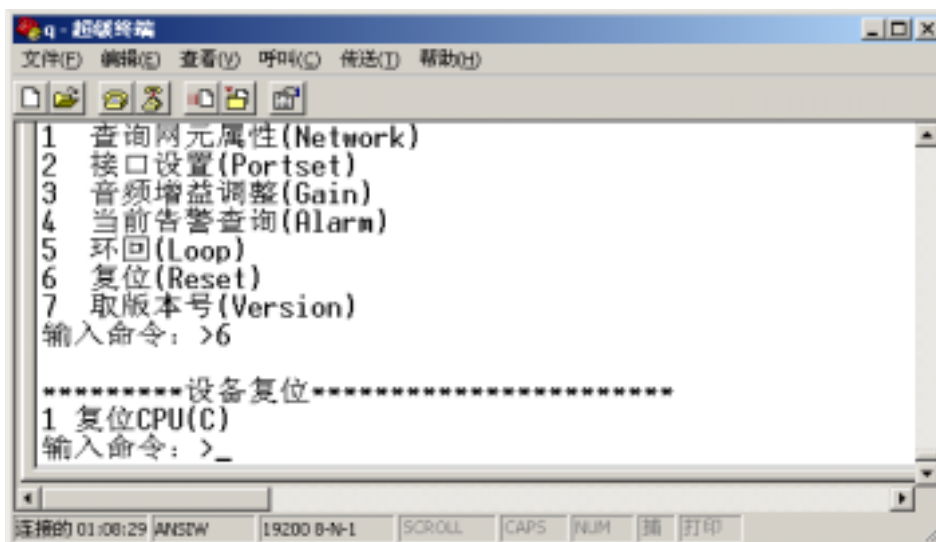 q - 超级终端
文件(F) 编辑(E) 查看(V) 呼叫(C) 传送(T) 帮助(H)
1 查询网元属性(Network)
2 接口设置(Portset)
3 音频增益调整(Gain)
4 当前告警查询(Alarm)
5 环回(Loop)
6 复位(Reset)
7 取版本号(Version)
输入命令: >6
*********设备复位***********************
1 复位CPU(C)
输入命令: >_
连接的 01:08:29 ANSIW 19200 8-N-1 SCROLL CAPS NUM 捕 打印